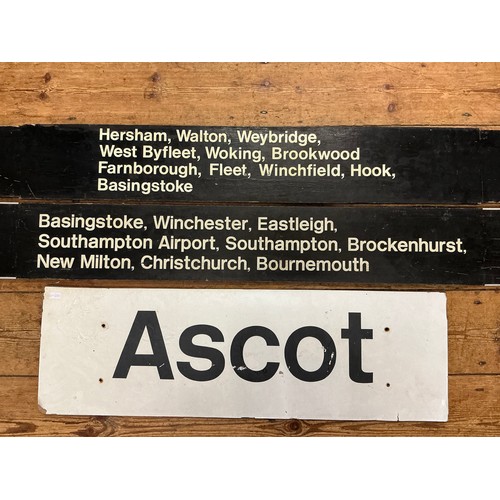 Hersham, Walton, Weybridge,
West Byfleet, Woking, Brookwood
Farnborough, Fleet, Winchfield, Hook,
Basingstoke
Basingstoke, Winchester, Eastleigh,
Southampton Airport, Southampton, Brockenhurst,
New Milton, Christchurch, Bournemouth
Ascot